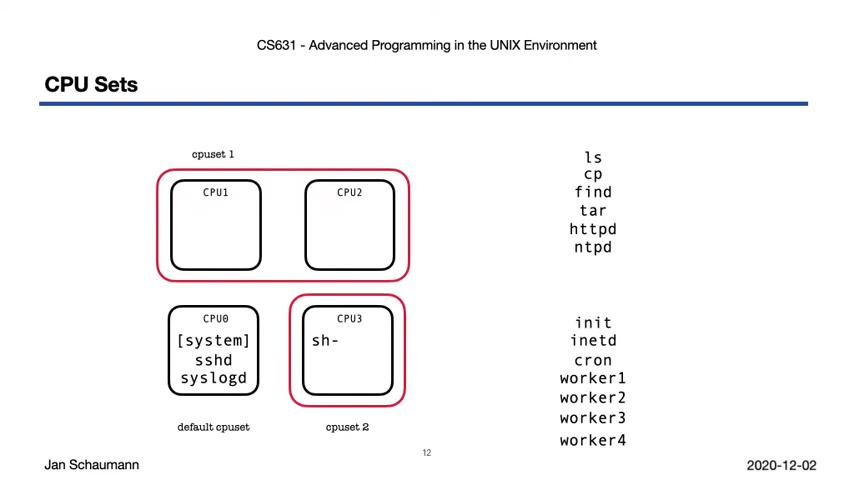 CS631 - Advanced Programming in the UNIX Environment
CPU Sets
cpuset 1
CPU1
CPU2
CPU0
[system]
sshd
syslogd
CPU3
sh-
default cpuset
cpuset 2
ls
cp
find
tar
httpd
ntpd
init
inetd
cron
worker1
worker2
worker3
worker4
Jan Schaumann
12
2020-12-02